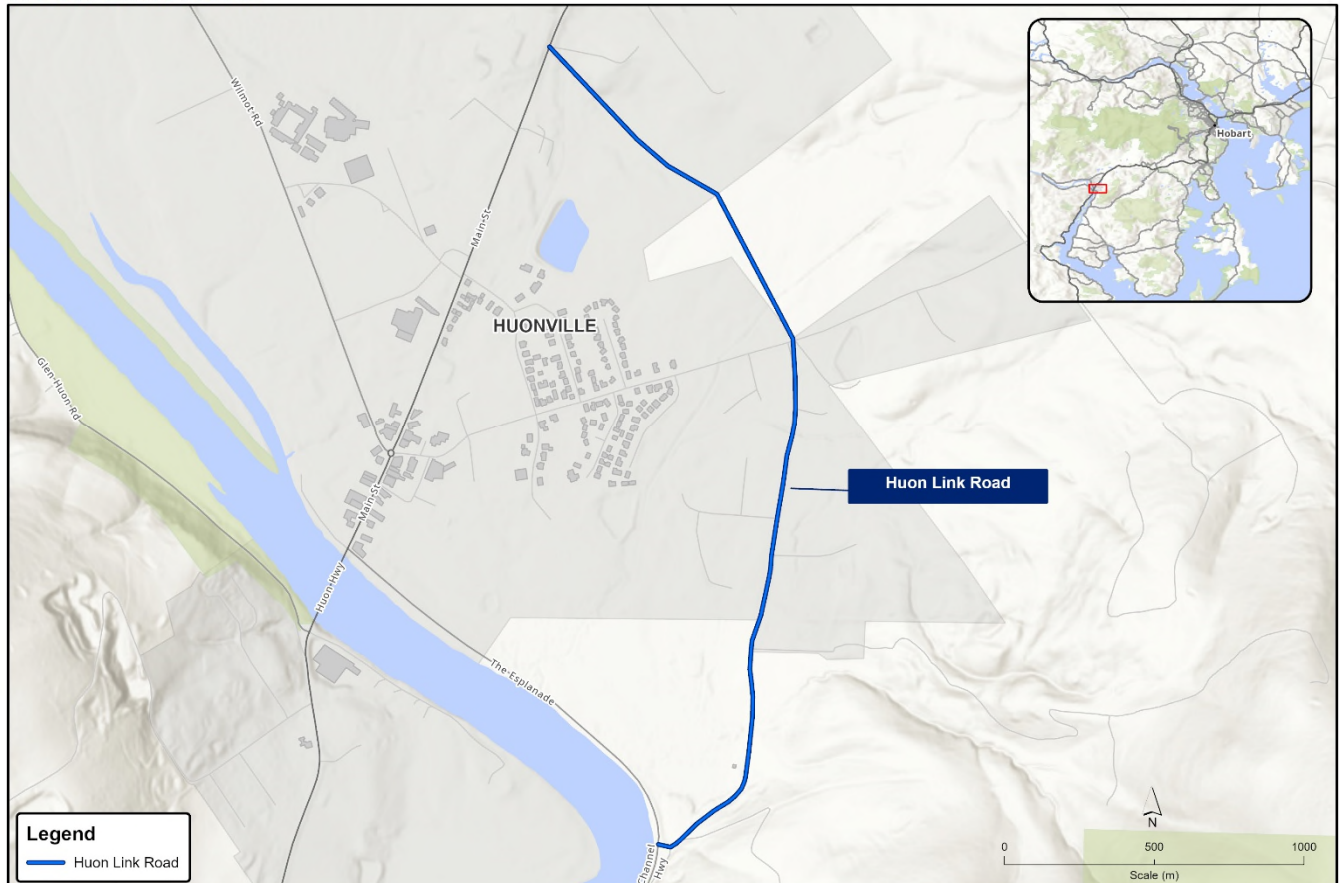 Wilmot-Rd
Main-St
Hobart
HUONVILLE
Glen-Huon-Rd
Huon Link Road
Main-St
Huon-Hwy
The-Esplanade
Channel
Hwy
Legend
Huon Link Road
N
0 500 1000
Scale (m)